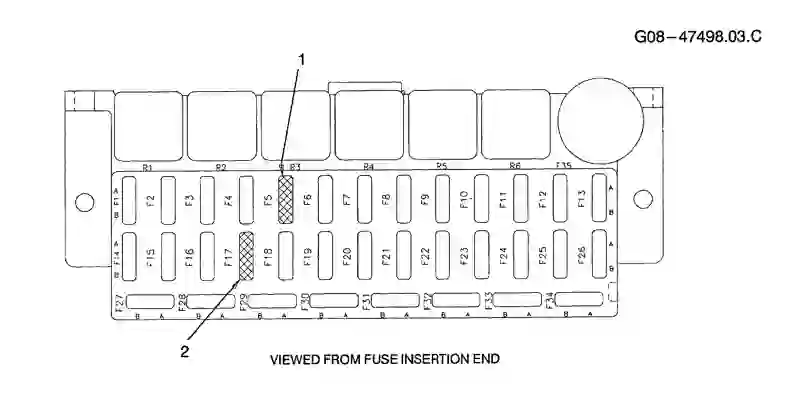 G08-47498.03.C
1
R1 R2 R3 R4 R5 R6 F35
A F1 B F2 F3 F4 F5 F6 F7 F8 F9 F10 F11 F12 F13 A B
A F14 B F15 F16 F17 F18 F19 F20 F21 F22 F23 F24 F25 F26 A B
F27 F28 F29 F30 F31 F32 F33 F34
B A B A B A B A B A B A B A B A
2
VIEWED FROM FUSE INSERTION END